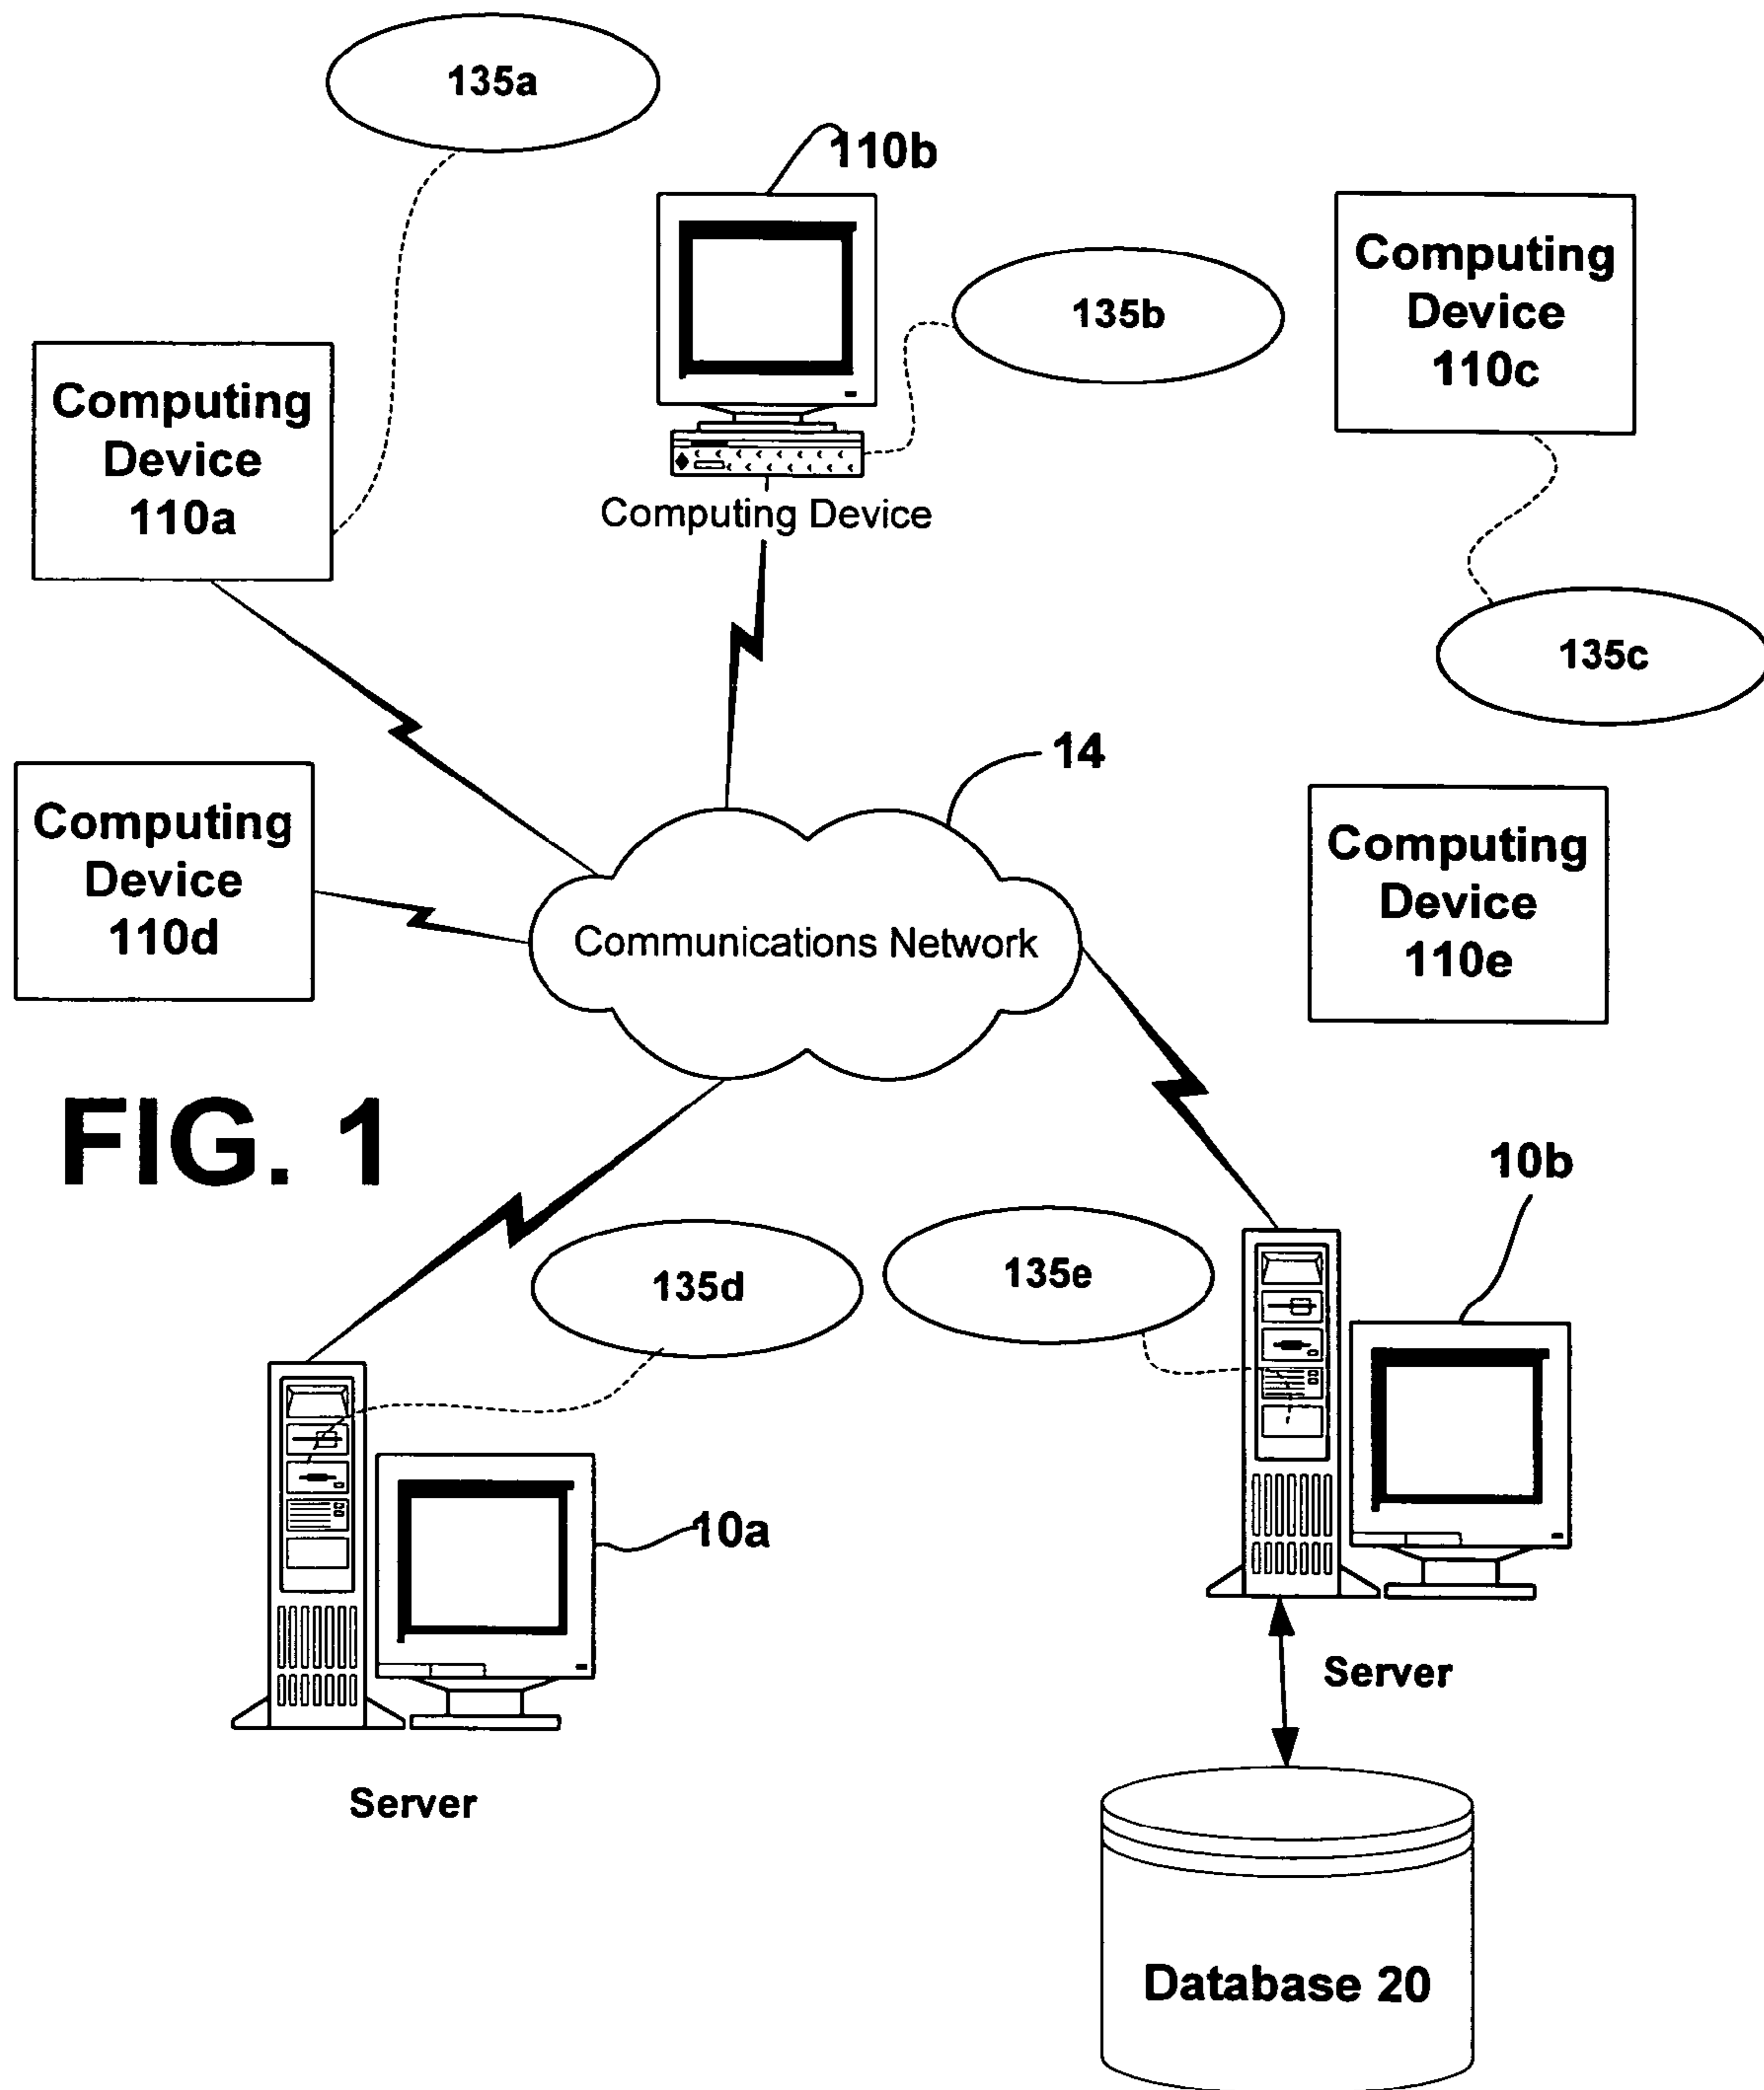 135a
110b
Computing
Device
110c
135b
Computing
Device
110a
Computing Device
135c
14
Computing
Device
110d
Computing
Device
110e
Communications Network
FIG. 1
10b
135d
135e
10a
Server
Server
Database 20